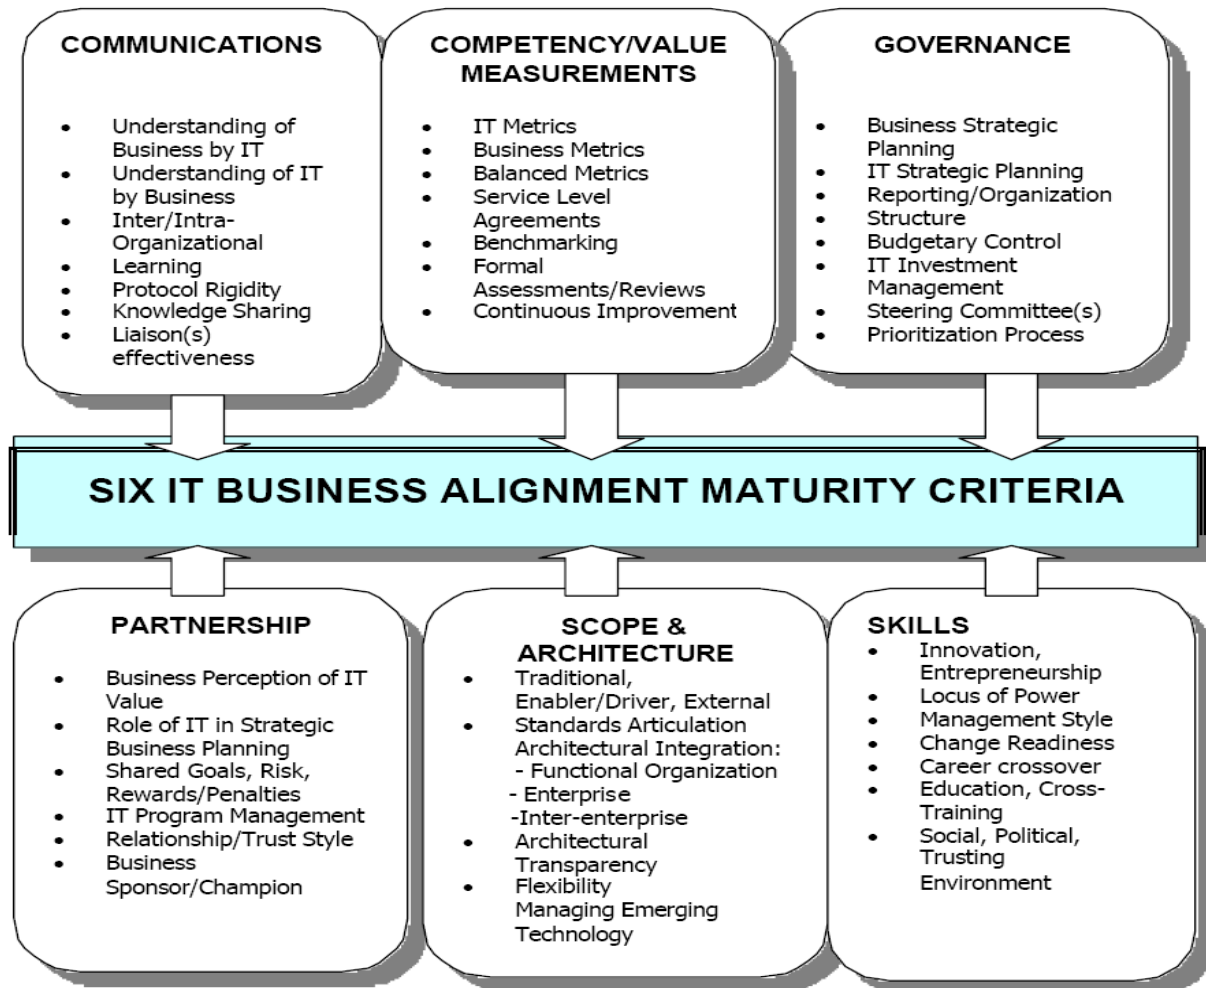 COMMUNICATIONS
• Understanding of
Business by IT
• Understanding of IT
by Business
• Inter/Intra-
Organizational
• Learning
• Protocol Rigidity
• Knowledge Sharing
• Liaison(s)
effectiveness
COMPETENCY/VALUE
MEASUREMENTS
• IT Metrics
• Business Metrics
• Balanced Metrics
• Service Level
Agreements
• Benchmarking
• Formal
Assessments/Reviews
• Continuous Improvement
GOVERNANCE
• Business Strategic
Planning
• IT Strategic Planning
• Reporting/Organization
• Structure
• Budgetary Control
• IT Investment
Management
• Steering Committee(s)
• Prioritization Process
SIX IT BUSINESS ALIGNMENT MATURITY CRITERIA
PARTNERSHIP
• Business Perception of IT
Value
• Role of IT in Strategic
Business Planning
• Shared Goals, Risk,
Rewards/Penalties
• IT Program Management
• Relationship/Trust Style
• Business
Sponsor/Champion
SCOPE &
ARCHITECTURE
• Traditional,
Enabler/Driver, External
• Standards Articulation
Architectural Integration:
- Functional Organization
- Enterprise
-Inter-enterprise
• Architectural
Transparency
• Flexibility
Managing Emerging
Technology
SKILLS
• Innovation,
Entrepreneurship
• Locus of Power
• Management Style
• Change Readiness
• Career crossover
• Education, Cross-
Training
• Social, Political,
Trusting
Environment